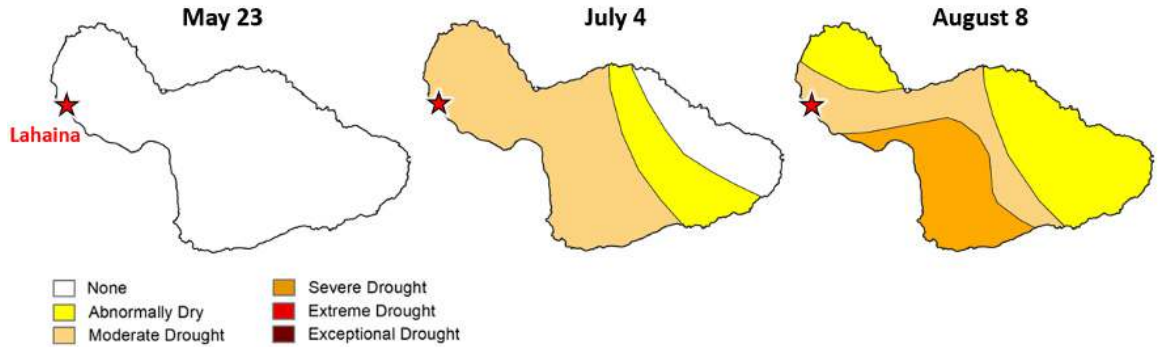 May 23
July 4
August 8
Lahaina
None
Abnormally Dry
Moderate Drought
Severe Drought
Extreme Drought
Exceptional Drought